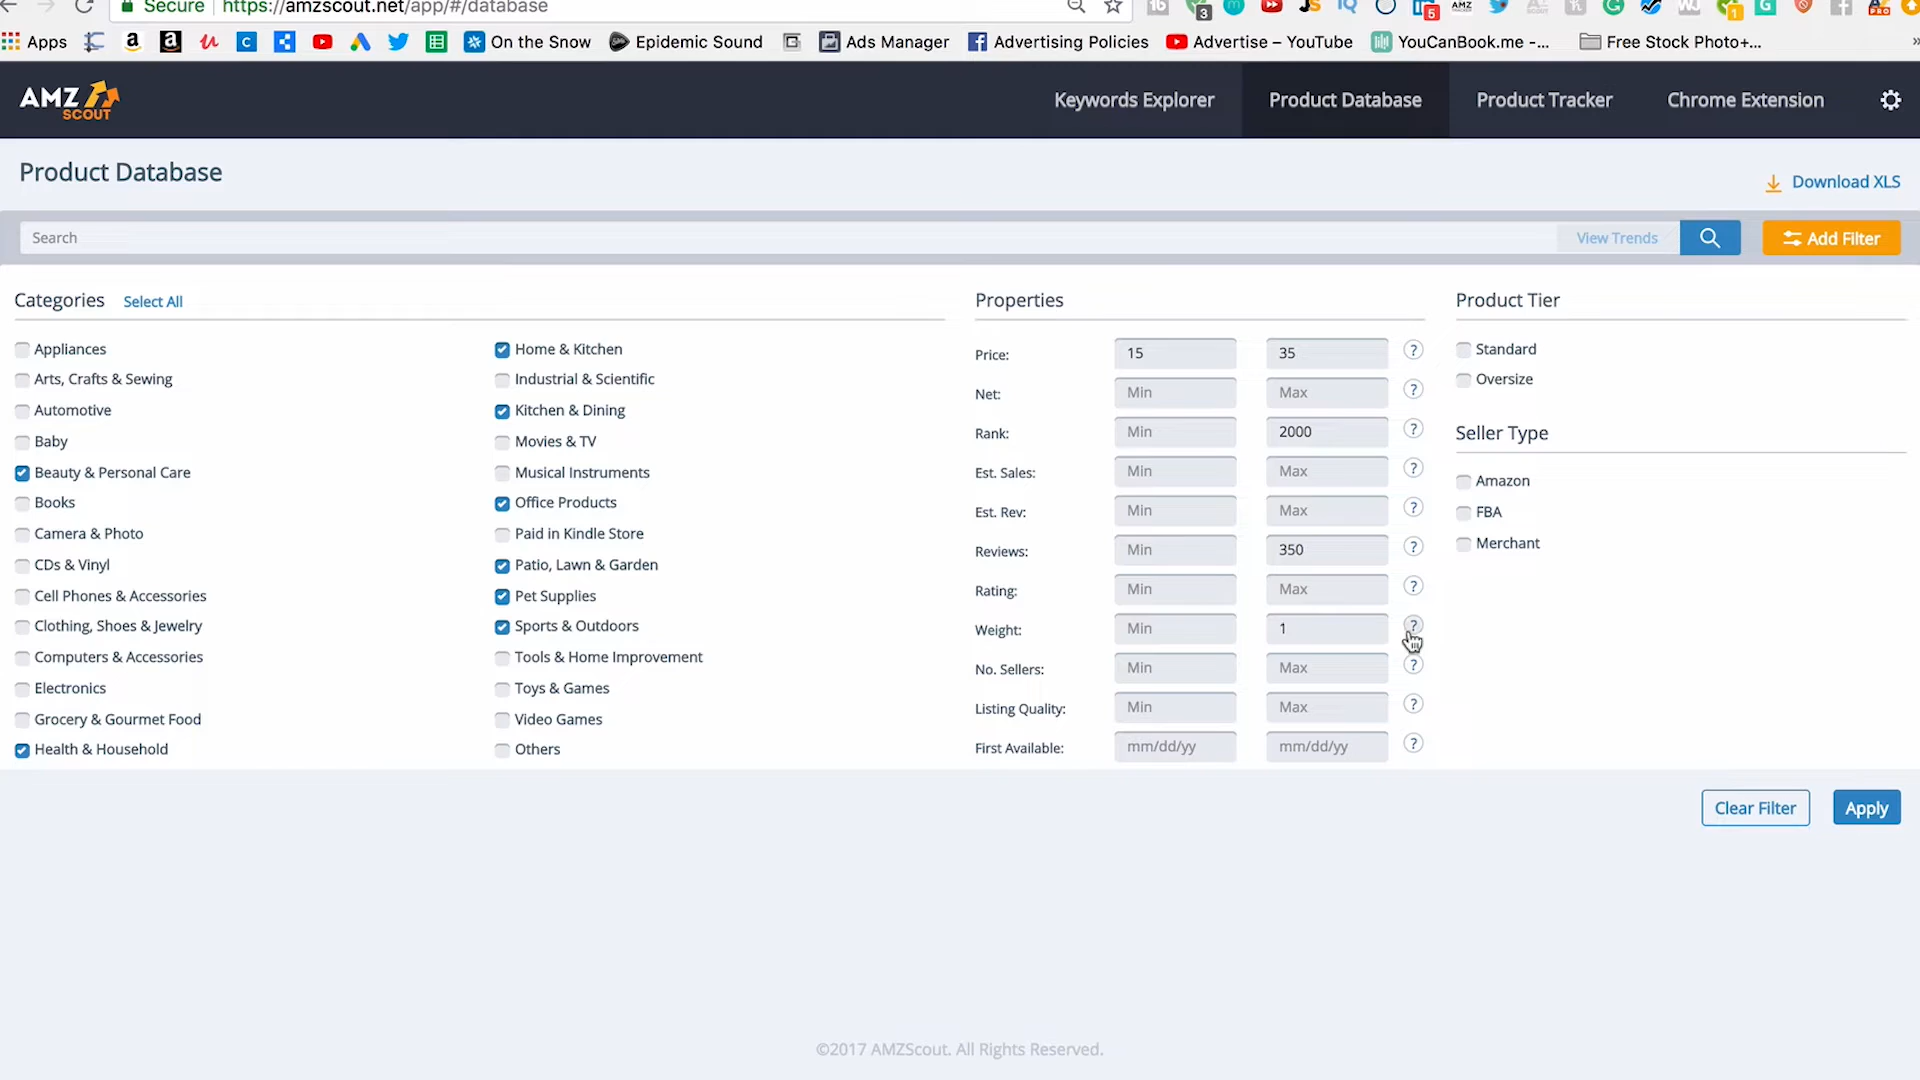 Secure https://amzscout.net/app/#/database
3 5 1 PRO
Apps On the Snow Epidemic Sound Ads Manager Advertising Policies Advertise – YouTube YouCanBook.me -... Free Stock Photo+...
AMZ SCOUT
Keywords Explorer Product Database Product Tracker Chrome Extension
Product Database
Download XLS
Search View Trends Add Filter
Categories Select All
Appliances
Arts, Crafts & Sewing
Automotive
Baby
Beauty & Personal Care
Books
Camera & Photo
CDs & Vinyl
Cell Phones & Accessories
Clothing, Shoes & Jewelry
Computers & Accessories
Electronics
Grocery & Gourmet Food
Health & Household
Home & Kitchen
Industrial & Scientific
Kitchen & Dining
Movies & TV
Musical Instruments
Office Products
Paid in Kindle Store
Patio, Lawn & Garden
Pet Supplies
Sports & Outdoors
Tools & Home Improvement
Toys & Games
Video Games
Others
Properties
Price: 15 35 ?
Net: Min Max ?
Rank: Min 2000 ?
Est. Sales: Min Max ?
Est. Rev: Min Max ?
Reviews: Min 350 ?
Rating: Min Max ?
Weight: Min 1 ?
No. Sellers: Min Max ?
Listing Quality: Min Max ?
First Available: mm/dd/yy mm/dd/yy ?
Product Tier
Standard
Oversize
Seller Type
Amazon
FBA
Merchant
Clear Filter Apply
©2017 AMZScout. All Rights Reserved.